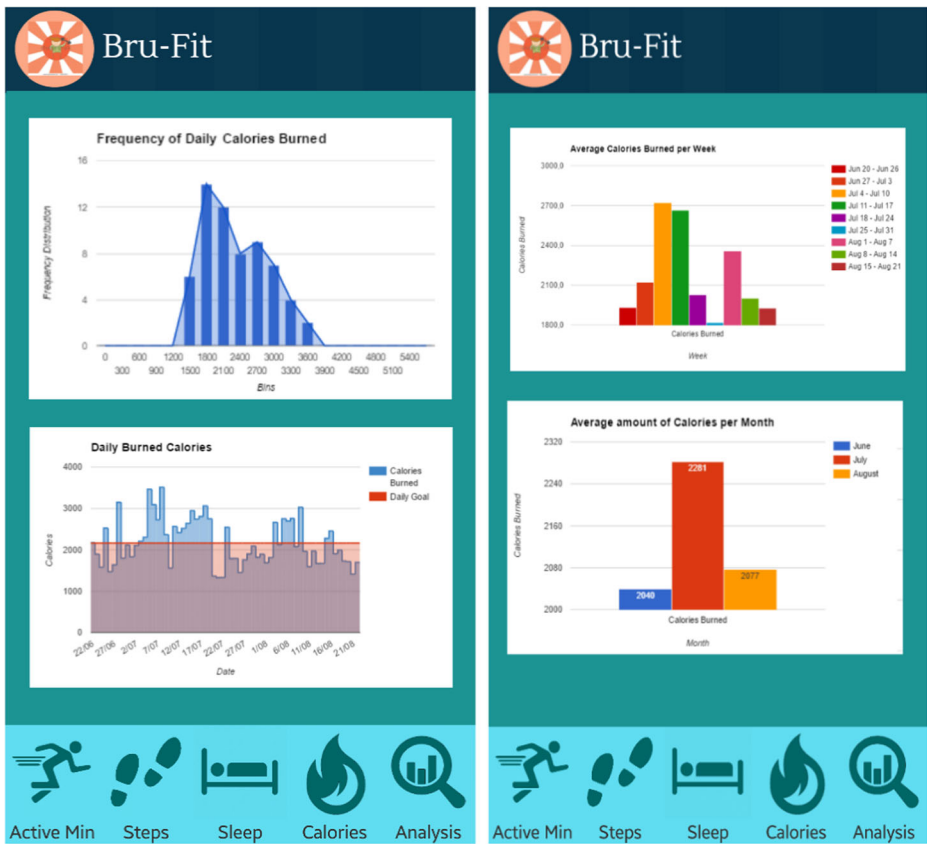 Bru-Fit
Frequency of Daily Calories Burned
Frequency Distribution
16
12
8
4
0
0 600 1200 1800 2400 3000 3600 4200 4800 5400
300 900 1500 2100 2700 3300 3900 4500 5100
Bins
Daily Burned Calories
Calories
4000
3000
2000
1000
0
Calories
Burned
Daily Goal
22/06 27/06 2/07 7/07 12/07 17/07 22/07 27/07 1/08 6/08 11/08 16/08 21/08
Date
Active Min Steps Sleep Calories Analysis
Bru-Fit
Average Calories Burned per Week
Calories Burned
3000,0
2700,0
2400,0
2100,0
1800,0
Jun 20 - Jun 26
Jun 27 - Jul 3
Jul 4 - Jul 10
Jul 11 - Jul 17
Jul 18 - Jul 24
Jul 25 - Jul 31
Aug 1 - Aug 7
Aug 8 - Aug 14
Aug 15 - Aug 21
Calories Burned
Week
Average amount of Calories per Month
Calories Burned
2320
2240
2160
2080
2000
2040
2281
2077
June
July
August
Calories Burned
Month
Active Min Steps Sleep Calories Analysis